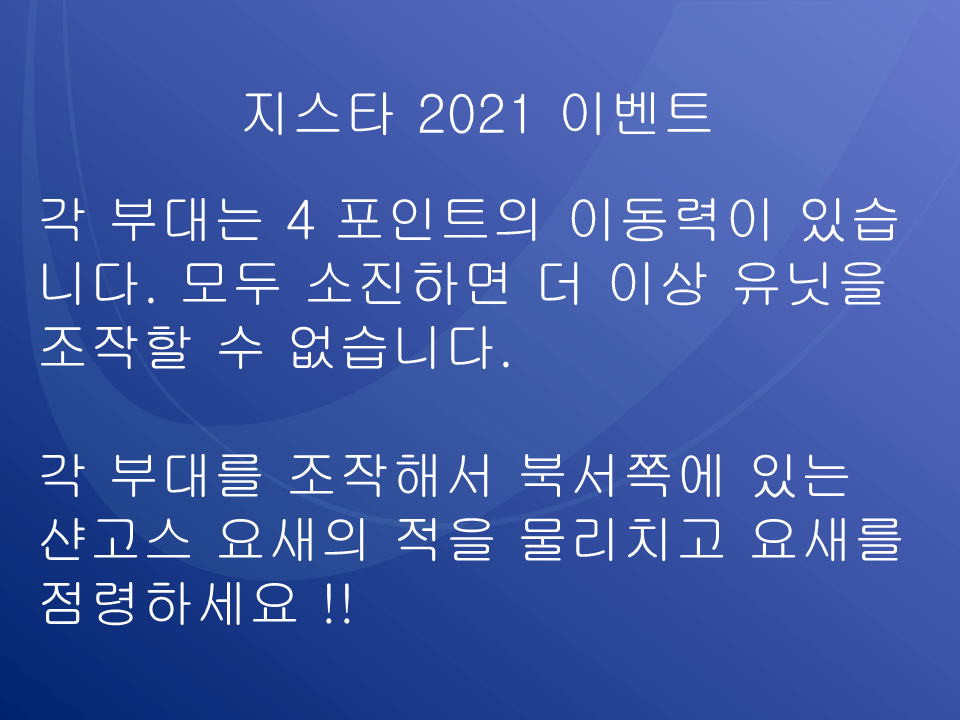 지스타 2021 이벤트
각 부대는 4 포인트의 이동력이 있습
니다. 모두 소진하면 더 이상 유닛을
조작할 수 없습니다.
각 부대를 조작해서 북서쪽에 있는
샨고스 요새의 적을 물리치고 요새를
점령하세요 !!